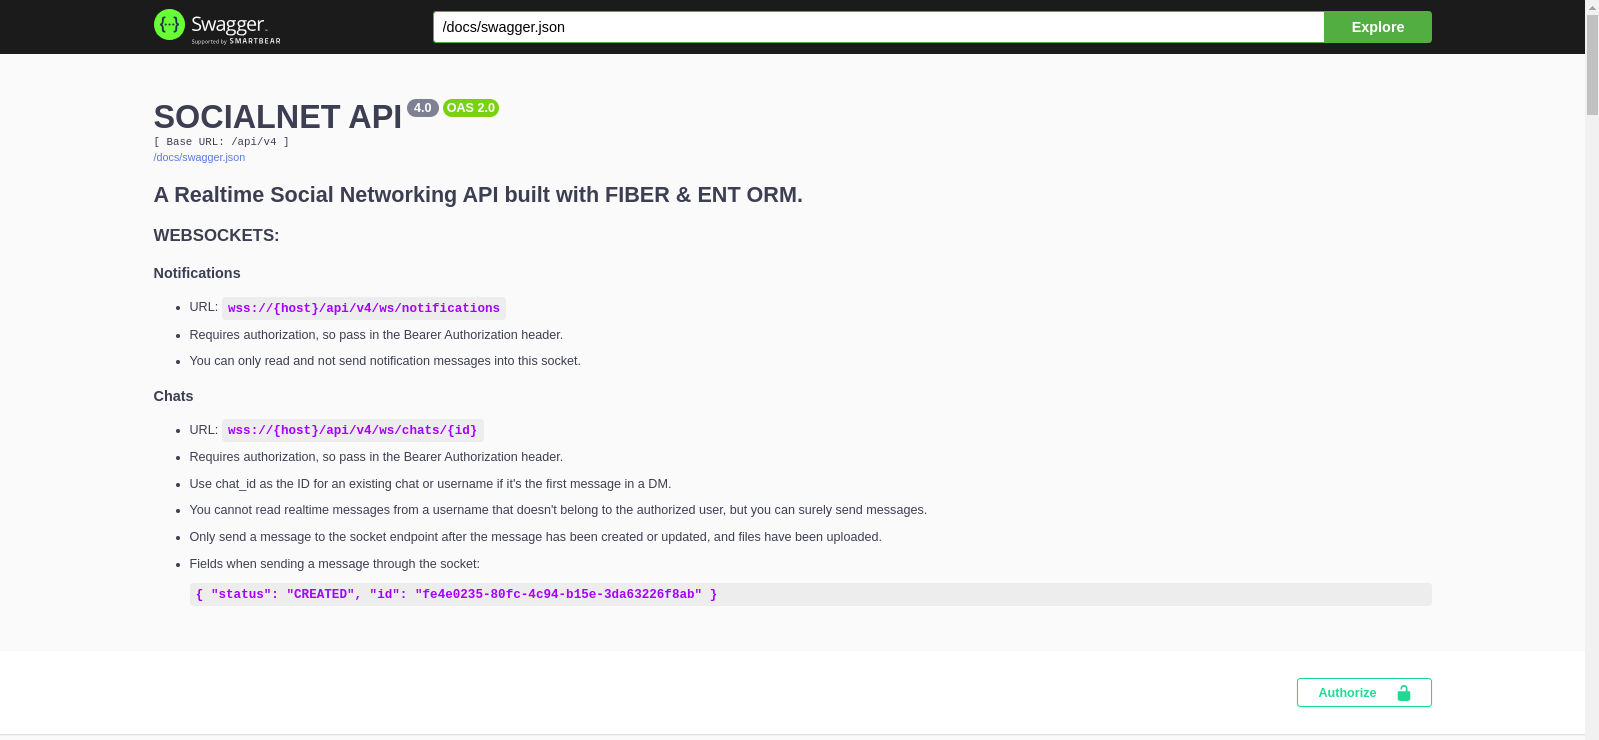 Swagger
Supported by SMARTBEAR
/docs/swagger.json
Explore
SOCIALNET API 4.0 OAS 2.0
[ Base URL: /api/v4 ]
/docs/swagger.json
A Realtime Social Networking API built with FIBER & ENT ORM.
WEBSOCKETS:
Notifications
URL: wss://{host}/api/v4/ws/notifications
Requires authorization, so pass in the Bearer Authorization header.
You can only read and not send notification messages into this socket.
Chats
URL: wss://{host}/api/v4/ws/chats/{id}
Requires authorization, so pass in the Bearer Authorization header.
Use chat_id as the ID for an existing chat or username if it's the first message in a DM.
You cannot read realtime messages from a username that doesn't belong to the authorized user, but you can surely send messages.
Only send a message to the socket endpoint after the message has been created or updated, and files have been uploaded.
Fields when sending a message through the socket:
{ "status": "CREATED", "id": "fe4e0235-80fc-4c94-b15e-3da63226f8ab" }
Authorize